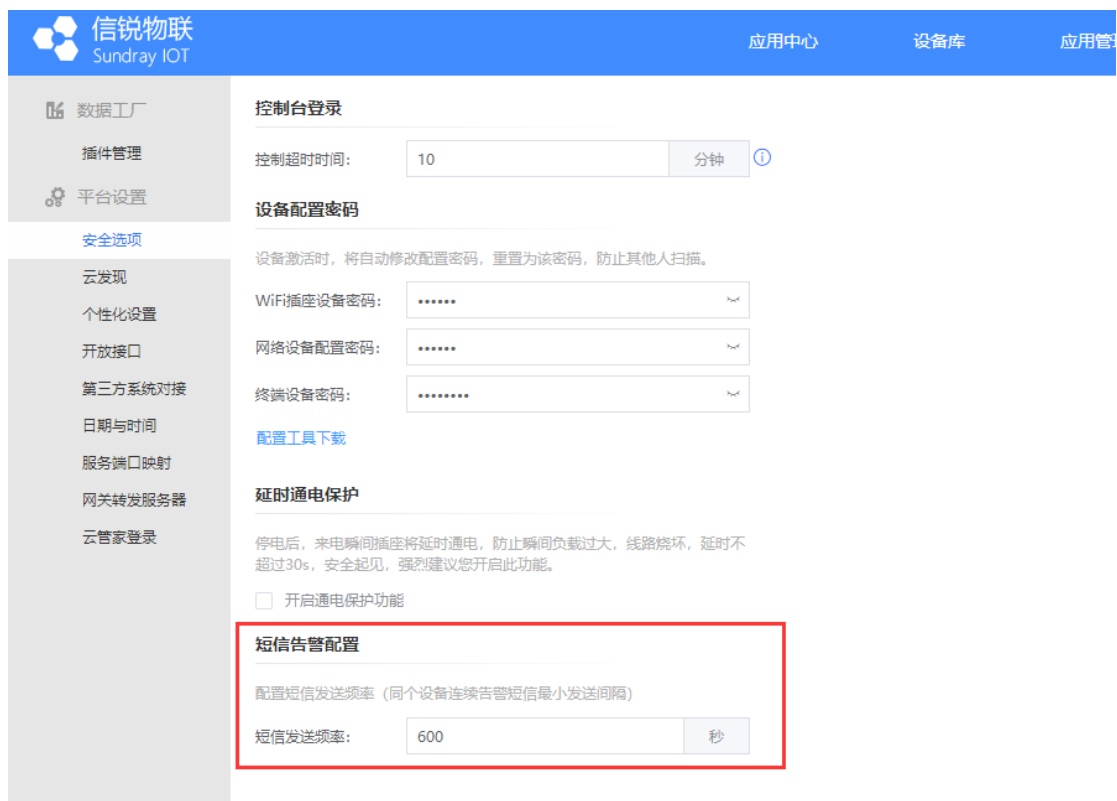 信锐物联
Sundray IOT
应用中心
设备库
应用管
数据工厂
插件管理
平台设置
安全选项
云发现
个性化设置
开放接口
第三方系统对接
日期与时间
服务端口映射
网关转发服务器
云管家登录
控制台登录
控制超时时间：
10
分钟
设备配置密码
设备激活时，将自动修改配置密码，重置为该密码，防止其他人扫描。
WiFi插座设备密码：
••••••
网络设备配置密码：
••••••
终端设备密码：
••••••••
配置工具下载
延时通电保护
停电后，来电瞬间插座将延时通电，防止瞬间负载过大，线路烧坏，延时不
超过30s，安全起见，强烈建议您开启此功能。
开启通电保护功能
短信告警配置
配置短信发送频率（同个设备连续告警短信最小发送间隔）
短信发送频率：
600
秒